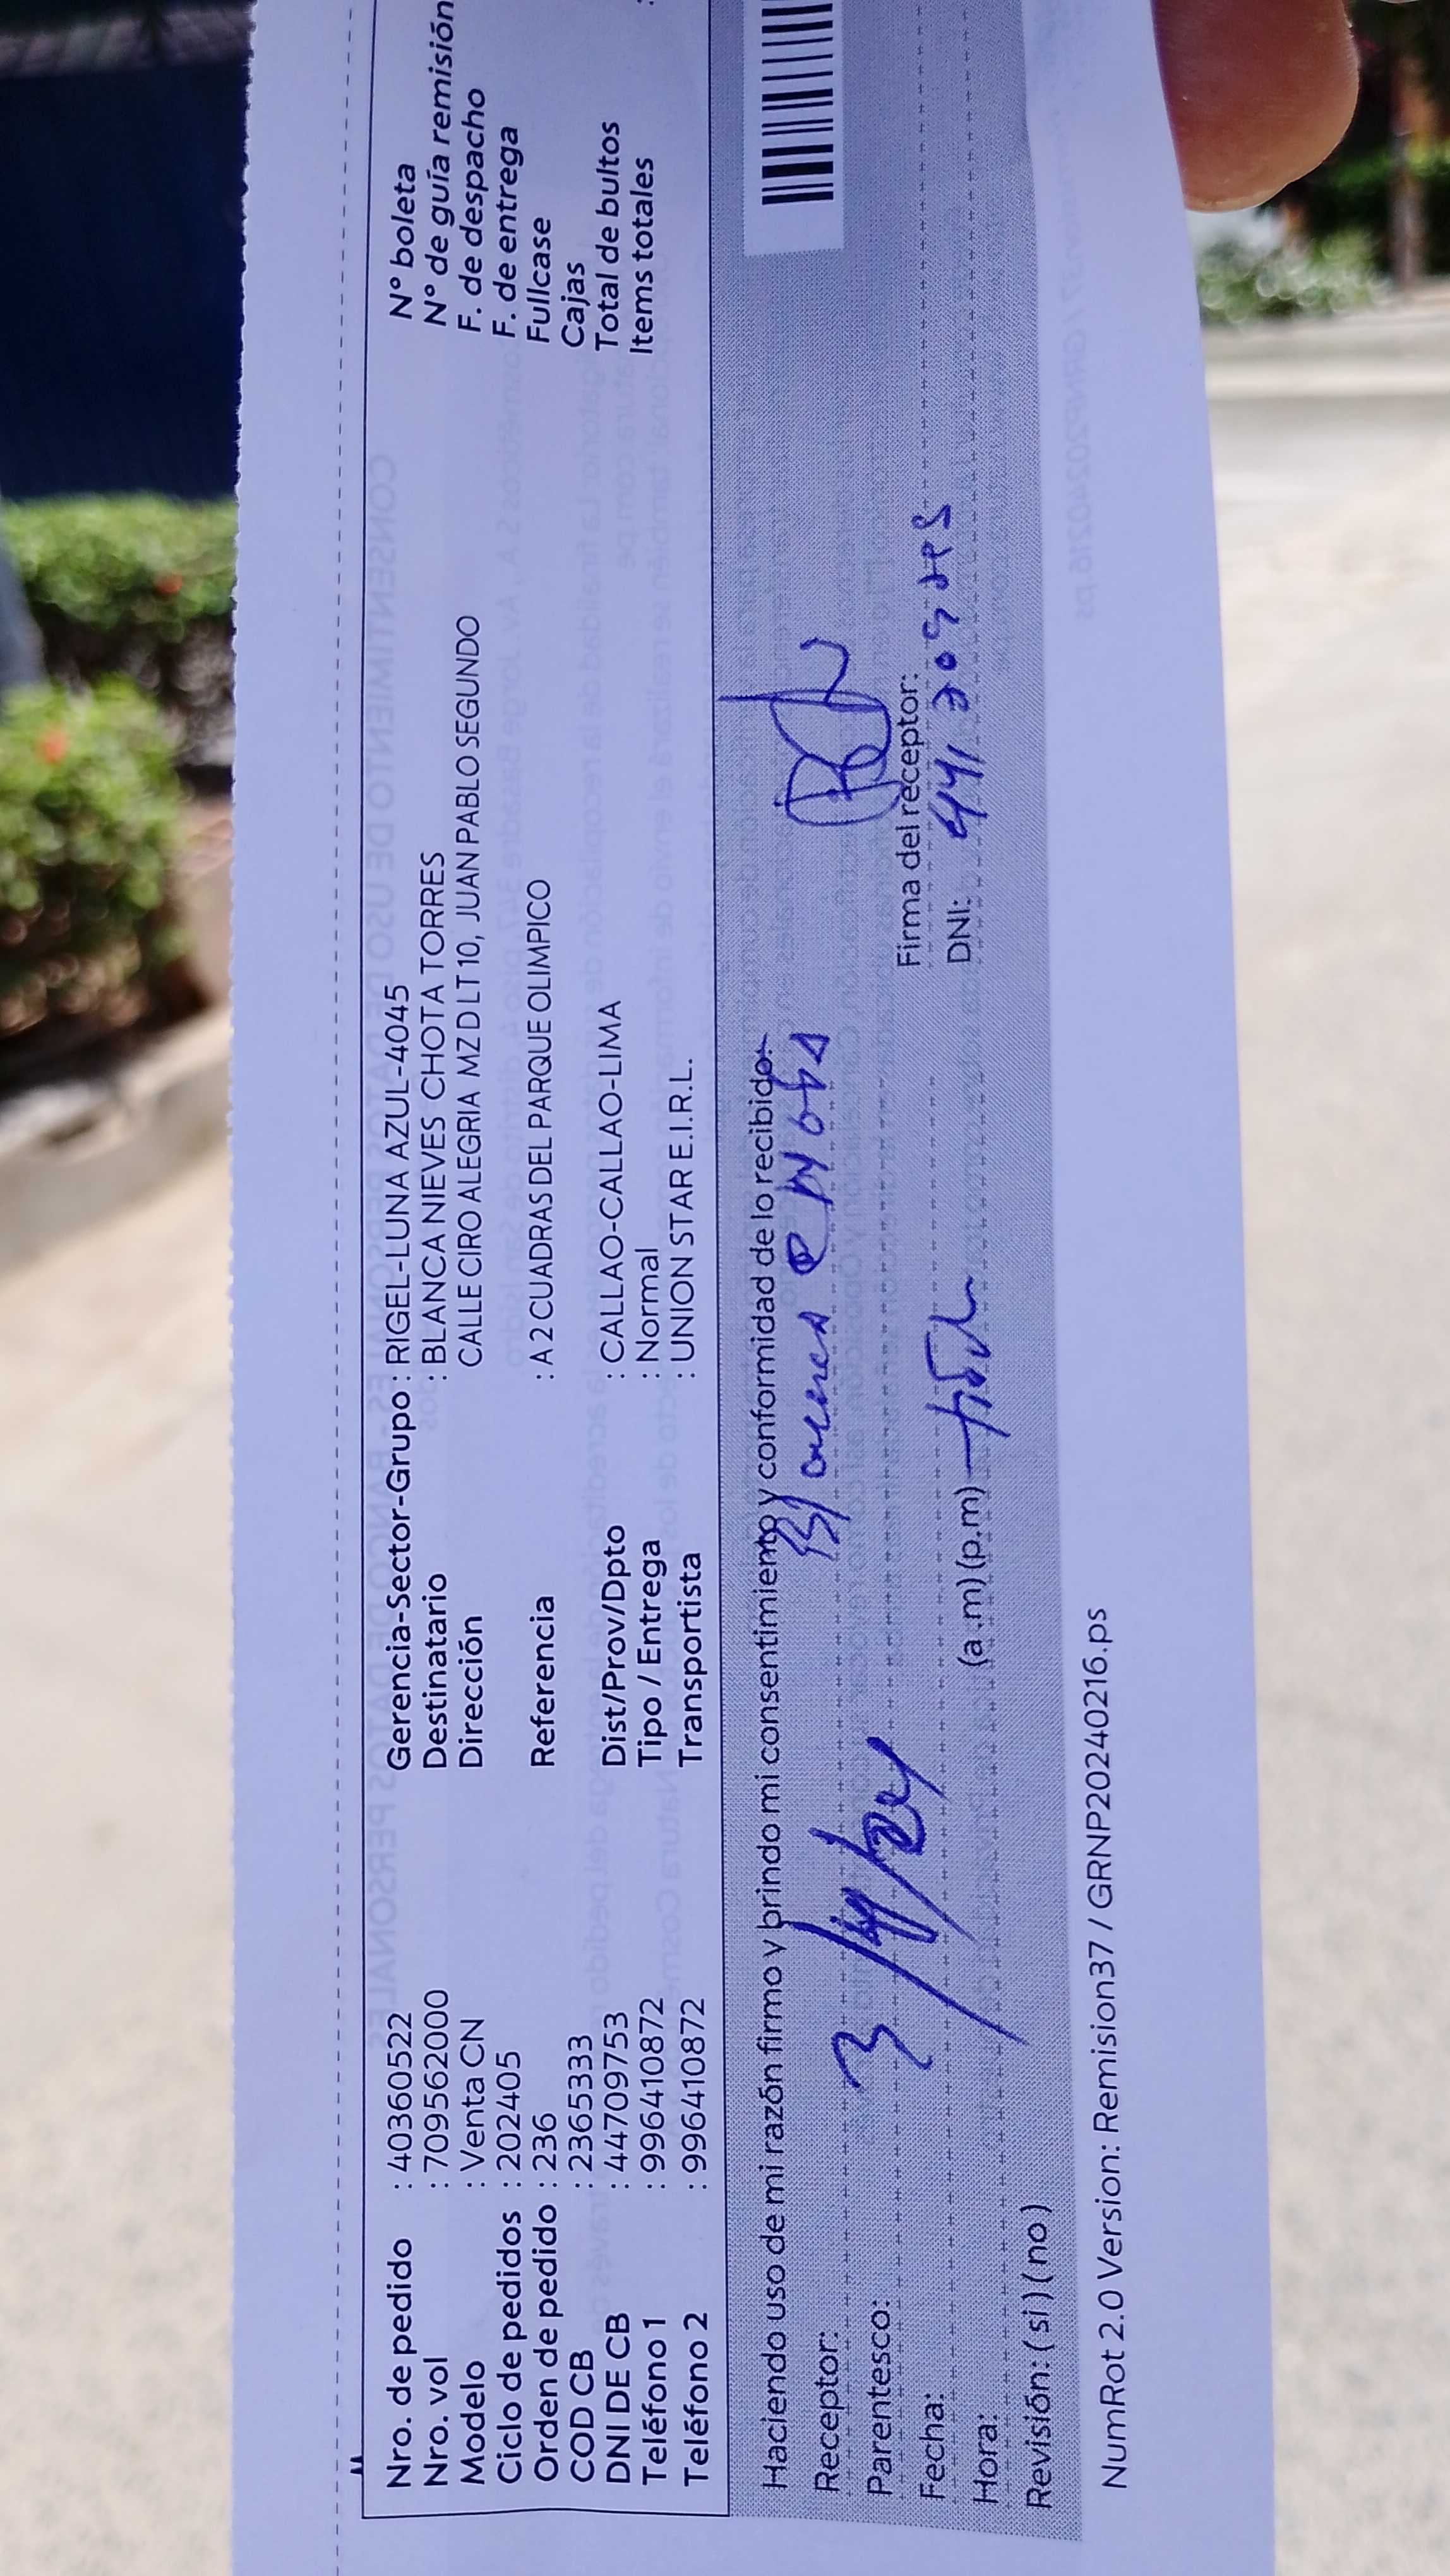 Nro. de pedido : 40360522
Nro. vol : 709562000
Modelo : Venta CN
Ciclo de pedidos : 202405
Orden de pedido : 236
COD CB : 2365333
DNI DE CB : 44709753
Teléfono 1 : 996410872
Teléfono 2 : 996410872
Gerencia-Sector-Grupo : RIGEL-LUNA AZUL-4045
Destinatario : BLANCA NIEVES CHOTA TORRES
Dirección CALLE CIRO ALEGRIA MZ D LT 10, JUAN PABLO SEGUNDO
Referencia : A 2 CUADRAS DEL PARQUE OLIMPICO
Dist/Prov/Dpto : CALLAO-CALLAO-LIMA
Tipo / Entrega : Normal
Transportista : UNION STAR E.I.R.L.
N° boleta
N° de guía remisión
F. de despacho
F. de entrega
Fullcase
Cajas
Total de bultos
Items totales :
Haciendo uso de mi razón firmo y brindo mi consentimiento y conformidad de lo recibido.
Receptor:
Parentesco:
Fecha: 3/4/24
Hora: (a.m) (p.m)
Revisión: (si) (no)
Firma del receptor:
DNI:
NumRot 2.0 Version: Remision37 / GRNP20240216.ps